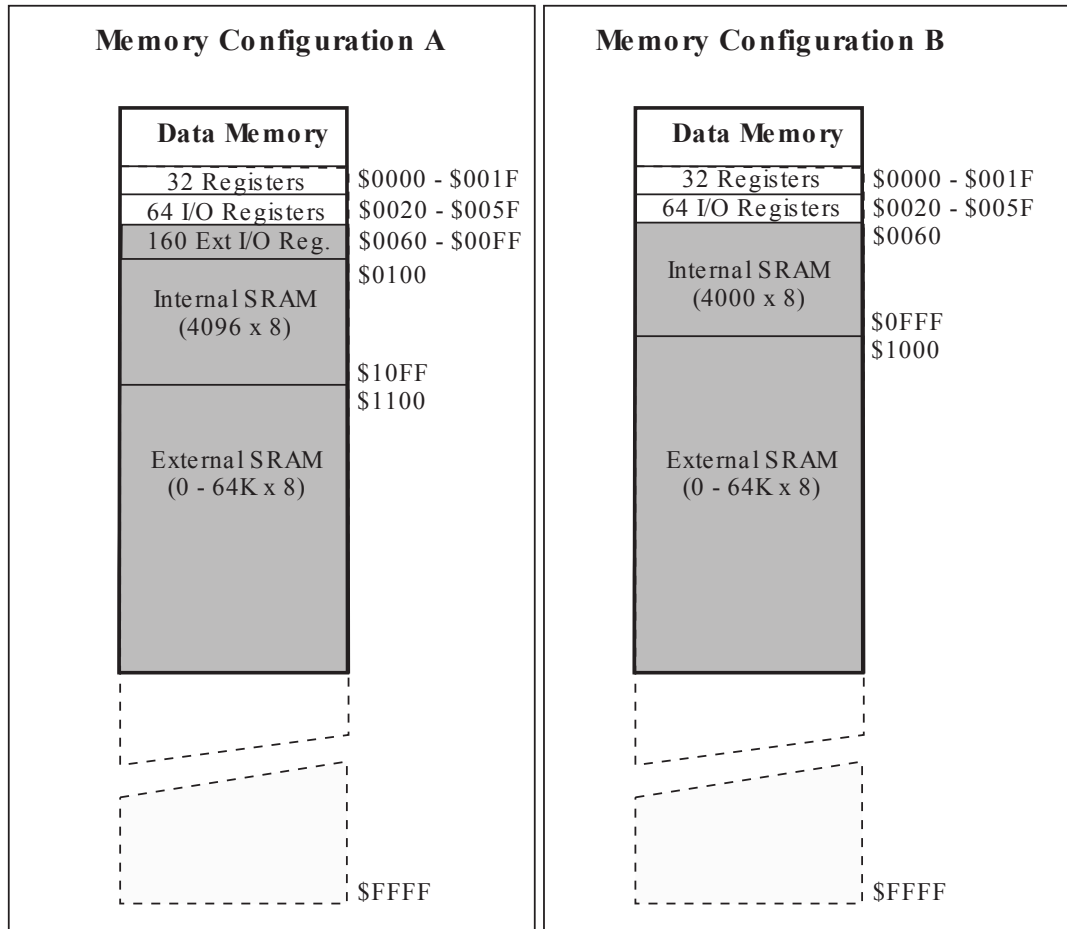 Memory Configuration A
Data Memory
32 Registers
$0000 - $001F
64 I/O Registers
$0020 - $005F
160 Ext I/O Reg.
$0060 - $00FF
$0100
Internal SRAM
(4096 x 8)
$10FF
$1100
External SRAM
(0 - 64K x 8)
$FFFF
Memory Configuration B
Data Memory
32 Registers
$0000 - $001F
64 I/O Registers
$0020 - $005F
$0060
Internal SRAM
(4000 x 8)
$0FFF
$1000
External SRAM
(0 - 64K x 8)
$FFFF